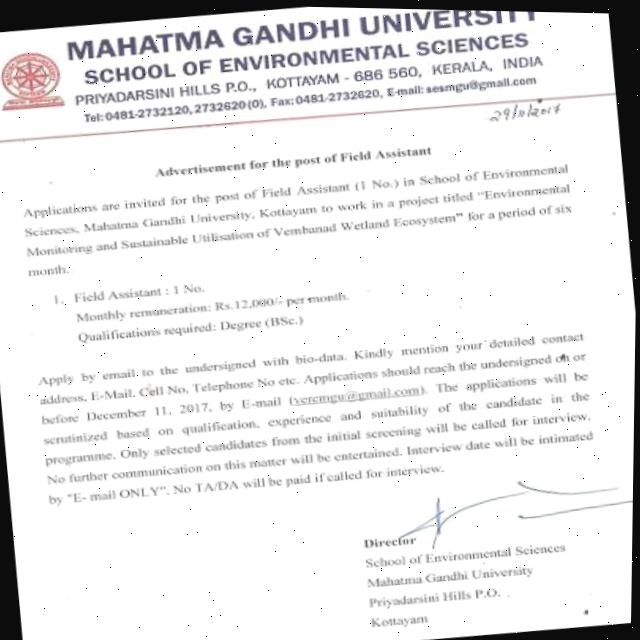 MAHATMA GANDHI UNIVERSITY
SCHOOL OF ENVIRONMENTAL SCIENCES
PRIYADARSINI HILLS P.O., KOTTAYAM - 686 560, KERALA, INDIA
Tel: 0481-2732120, 2732620 (O), Fax: 0481-2732620, E-mail: sesmgu@gmail.com
29/11/2017
Advertisement for the post of Field Assistant
Applications are invited for the post of Field Assistant (1 No.) in School of Environmental
Sciences, Mahatma Gandhi University, Kottayam to work in a project titled "Environmental
Monitoring and Sustainable Utilisation of Vembanad Wetland Ecosystem" for a period of six
month.
1. Field Assistant : 1 No.
Monthly remuneration: Rs.12,000/- per month.
Qualifications required: Degree (BSc.)
Apply by email to the undersigned with bio-data. Kindly mention your detailed contact
address, E-Mail. Cell No, Telephone No etc. Applications should reach the undersigned on or
before December 11, 2017, by E-mail (veremgu@gmail.com). The applications will be
scrutinized based on qualification, experience and suitability of the candidate in the
programme. Only selected candidates from the initial screening will be called for interview.
No further communication on this matter will be entertained. Interview date will be intimated
by "E- mail ONLY". No TA/DA will be paid if called for interview.
Director
School of Environmental Sciences
Mahatma Gandhi University
Priyadarsini Hills P.O.
Kottayam